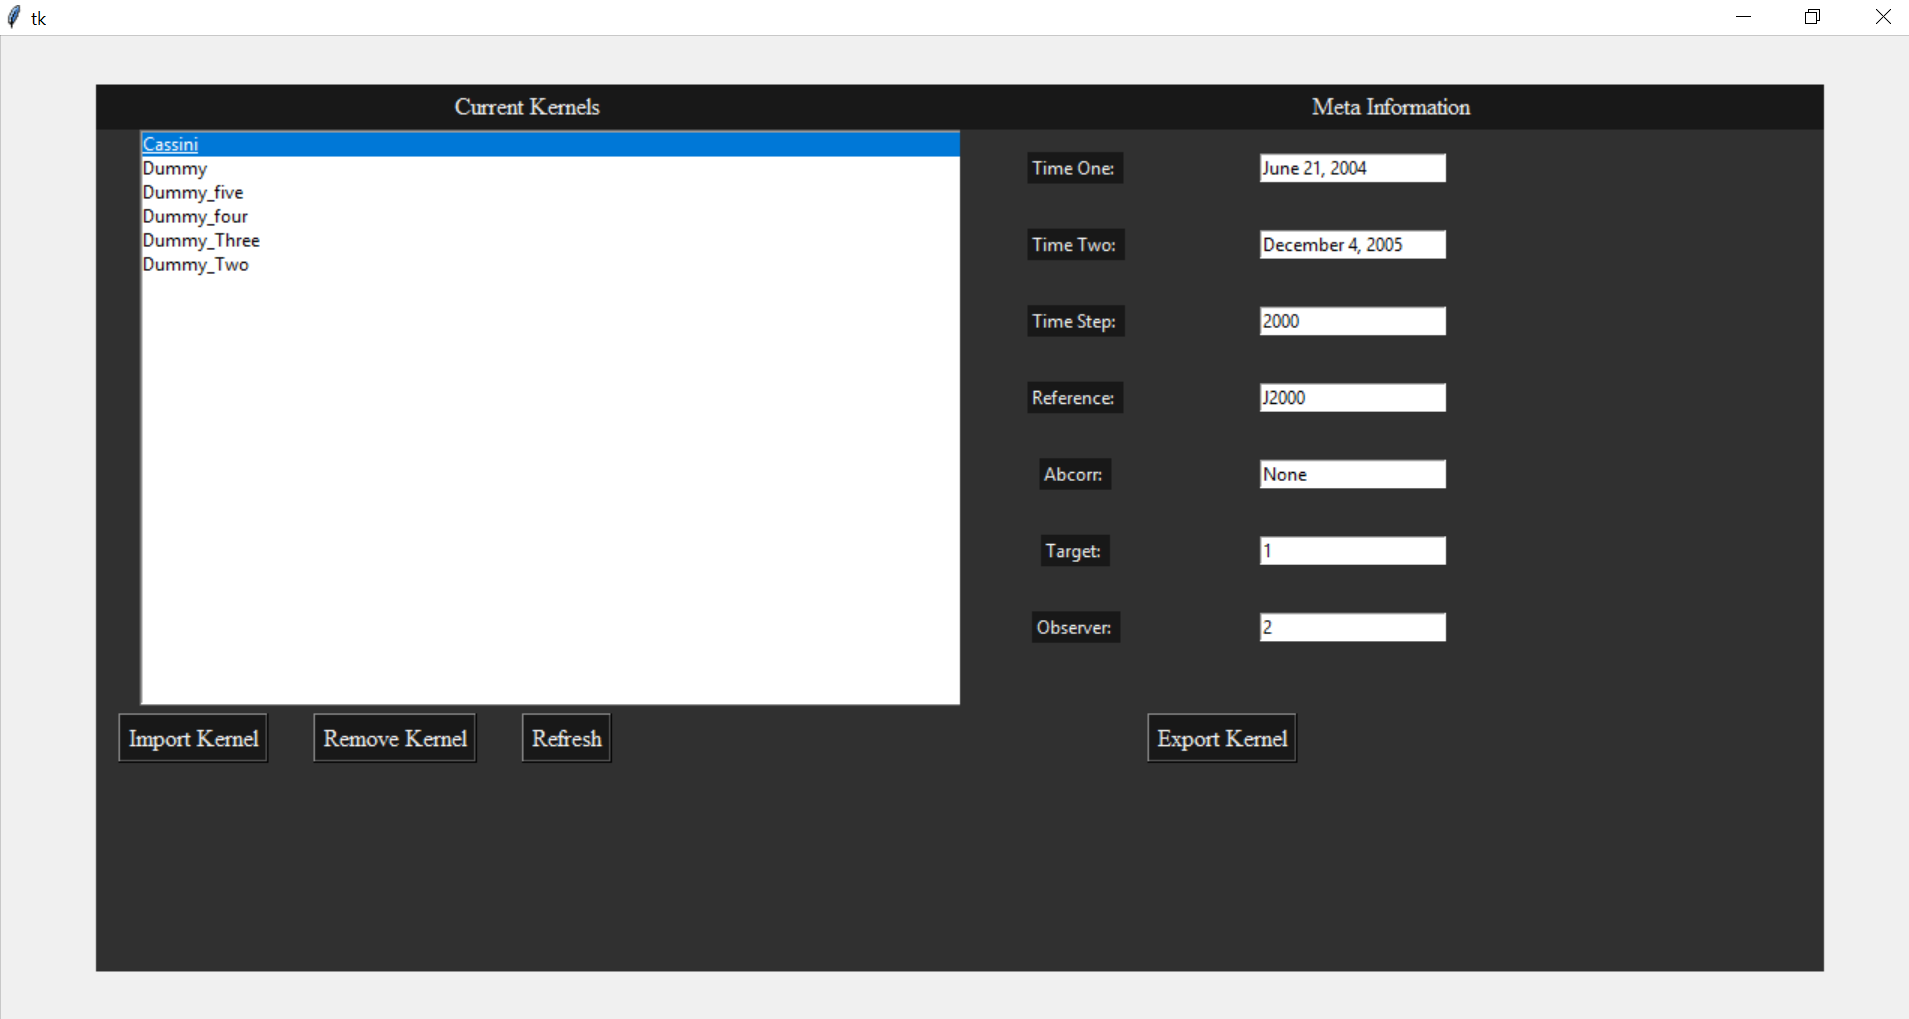 tk
Current Kernels
Meta Information
Cassini
Dummy
Dummy_five
Dummy_four
Dummy_Three
Dummy_Two
Time One: June 21, 2004
Time Two: December 4, 2005
Time Step: 2000
Reference: J2000
Abcorr: None
Target: 1
Observer: 2
Import Kernel
Remove Kernel
Refresh
Export Kernel